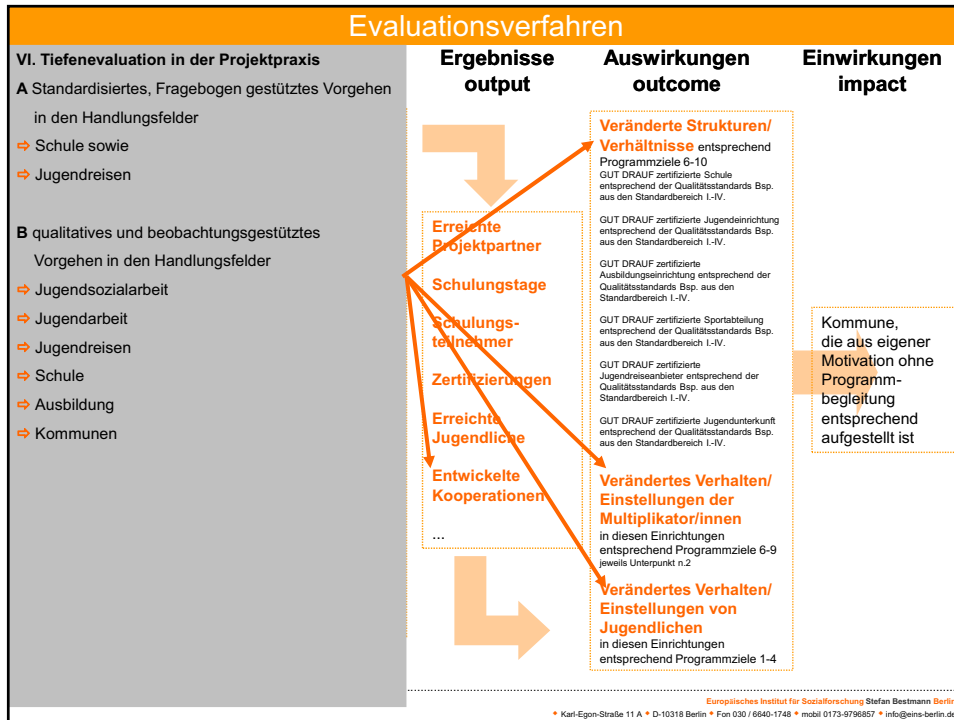 Evaluationsverfahren
VI. Tiefenevaluation in der Projektpraxis
A Standardisiertes, Fragebogen gestütztes Vorgehen
in den Handlungsfelder
⇨ Schule sowie
⇨ Jugendreisen
B qualitatives und beobachtungsgestütztes
Vorgehen in den Handlungsfelder
⇨ Jugendsozialarbeit
⇨ Jugendarbeit
⇨ Jugendreisen
⇨ Schule
⇨ Ausbildung
⇨ Kommunen
Ergebnisse
output
Erreichte
Projektpartner
Schulungstage
Schulungs-
teilnehmer
Zertifizierungen
Erreichte
Jugendliche
Entwickelte
Kooperationen
...
Auswirkungen
outcome
Veränderte Strukturen/
Verhältnisse entsprechend
Programmziele 6-10
GUT DRAUF zertifizierte Schule
entsprechend der Qualitätsstandards Bsp.
aus den Standardbereich I.-IV.
GUT DRAUF zertifizierte Jugendeinrichtung
entsprechend der Qualitätsstandards Bsp.
aus den Standardbereich I.-IV.
GUT DRAUF zertifizierte
Ausbildungseinrichtung entsprechend der
Qualitätsstandards Bsp. aus den
Standardbereich I.-IV.
GUT DRAUF zertifizierte Sportabteilung
entsprechend der Qualitätsstandards Bsp.
aus den Standardbereich I.-IV.
GUT DRAUF zertifizierte
Jugendreiseanbieter entsprechend der
Qualitätsstandards Bsp. aus den
Standardbereich I.-IV.
GUT DRAUF zertifizierte Jugendunterkunft
entsprechend der Qualitätsstandards Bsp.
aus den Standardbereich I.-IV.
Verändertes Verhalten/
Einstellungen der
Multiplikator/innen
in diesen Einrichtungen
entsprechend Programmziele 6-9
jeweils Unterpunkt n.2
Verändertes Verhalten/
Einstellungen von
Jugendlichen
in diesen Einrichtungen
entsprechend Programmziele 1-4
Einwirkungen
impact
Kommune,
die aus eigener
Motivation ohne
Programm-
begleitung
entsprechend
aufgestellt ist
Europäisches Institut für Sozialforschung Stefan Bestmann Berlin
◆ Karl-Egon-Straße 11 A ◆ D-10318 Berlin ◆ Fon 030 / 6640-1748 ◆ mobil 0173-9796857 ◆ info@eins-berlin.de